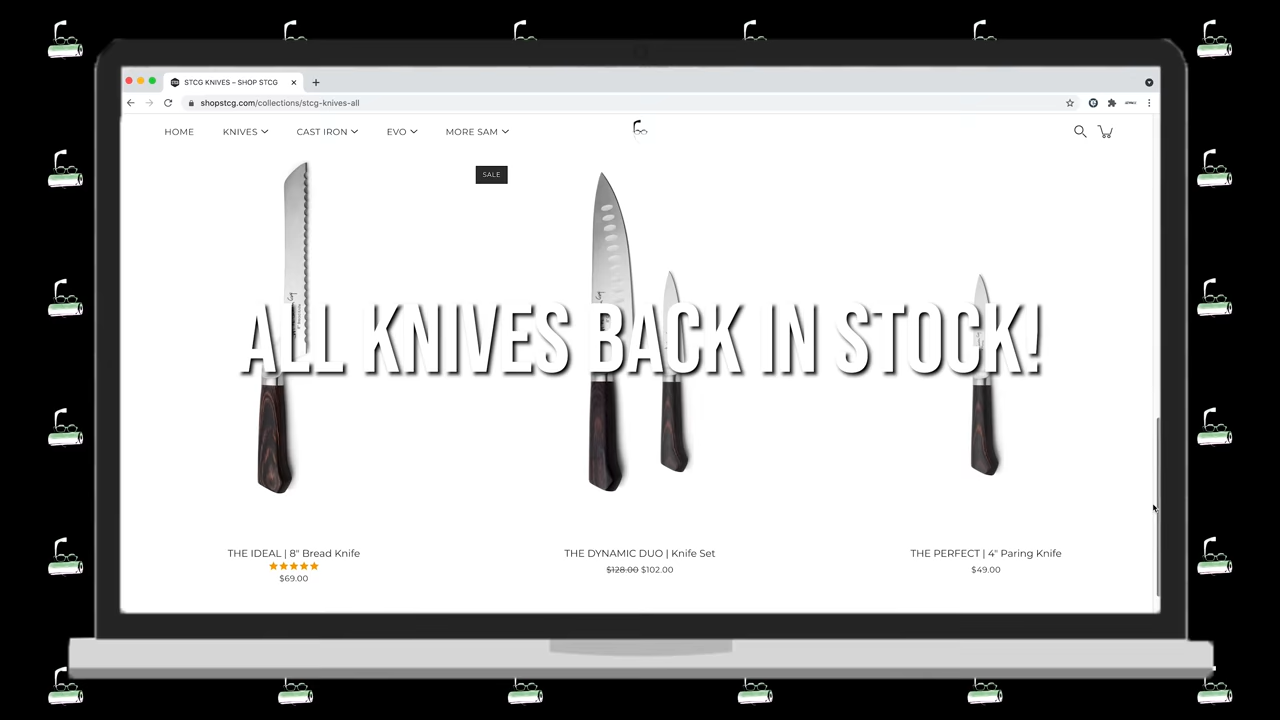 STCG KNIVES – SHOP STCG
shopstcg.com/collections/stcg-knives-all
HOME KNIVES CAST IRON EVO MORE SAM
SALE
ALL KNIVES BACK IN STOCK!
THE IDEAL | 8" Bread Knife
$69.00
THE DYNAMIC DUO | Knife Set
$128.00 $102.00
THE PERFECT | 4" Paring Knife
$49.00